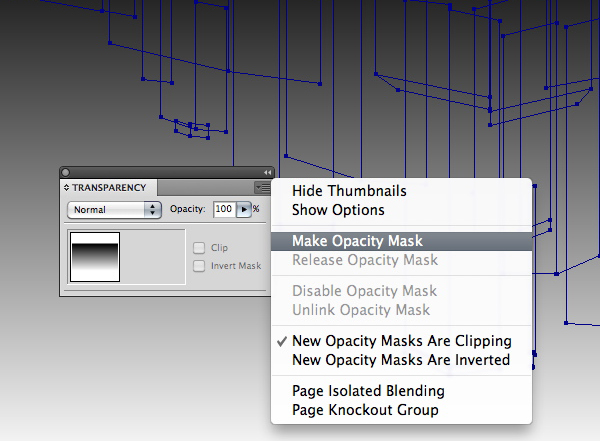 TRANSPARENCY
Normal Opacity: 100 %
Clip
Invert Mask
Hide Thumbnails
Show Options
Make Opacity Mask
Release Opacity Mask
Disable Opacity Mask
Unlink Opacity Mask
New Opacity Masks Are Clipping
New Opacity Masks Are Inverted
Page Isolated Blending
Page Knockout Group